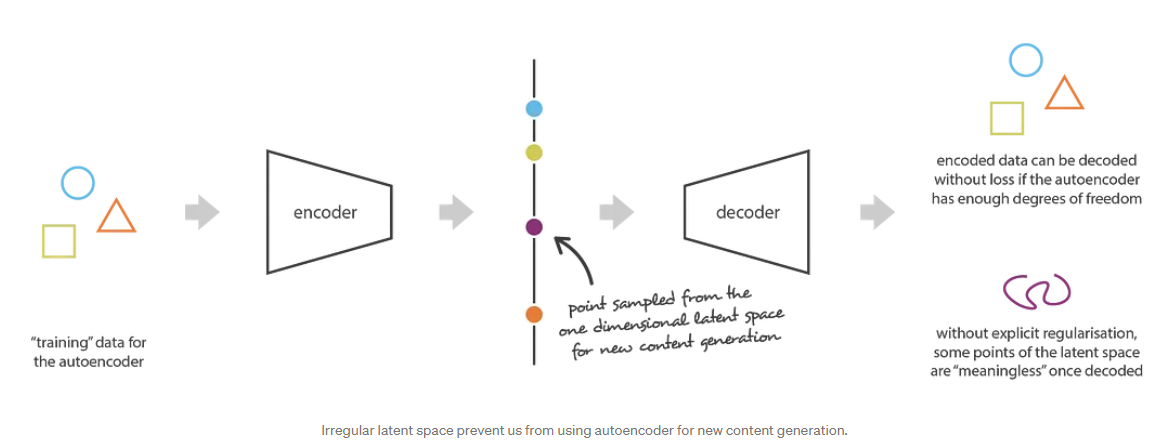 "training" data for
the autoencoder
encoder
point sampled from the
one dimensional latent space
for new content generation
decoder
encoded data can be decoded
without loss if the autoencoder
has enough degrees of freedom
without explicit regularisation,
some points of the latent space
are "meaningless" once decoded
Irregular latent space prevent us from using autoencoder for new content generation.